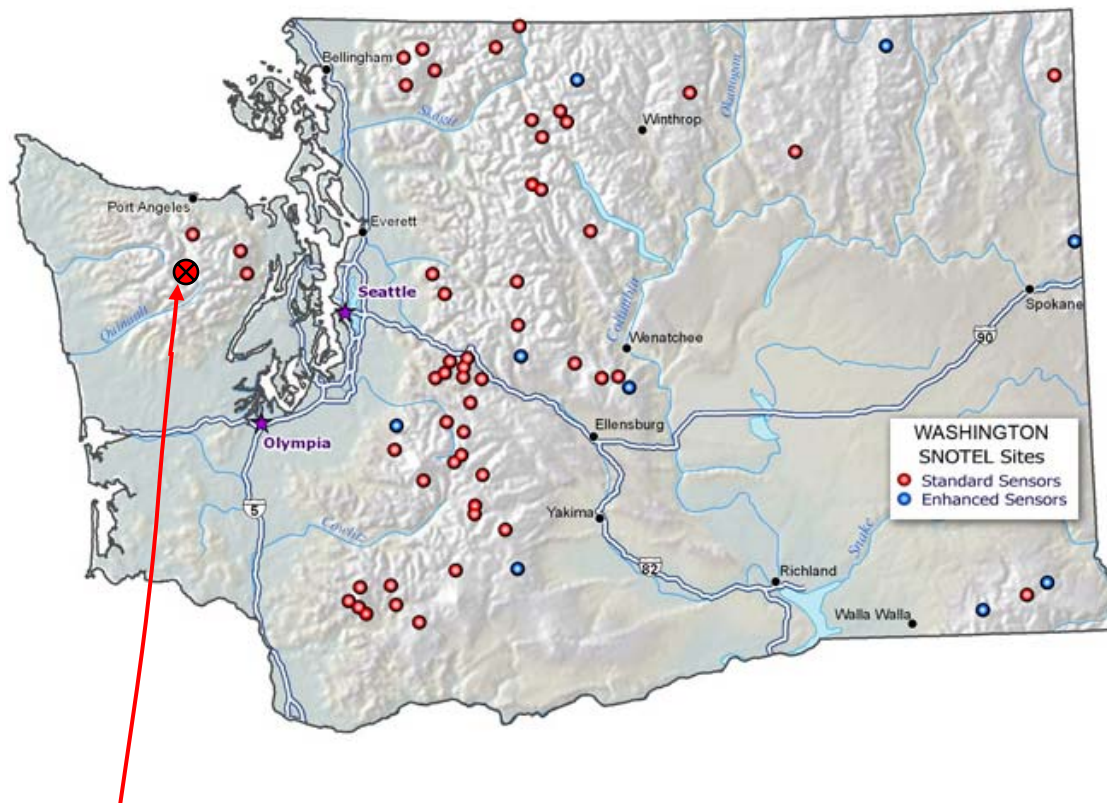 Bellingham
Skagit
Okanogan
Winthrop
Port Angeles
Everett
Seattle
Quinault
Columbia
Spokane
Wenatchee
90
Ellensburg
Olympia
WASHINGTON
SNOTEL Sites
Standard Sensors
Enhanced Sensors
5
Yakima
Cowlitz
Snake
82
Richland
Walla Walla